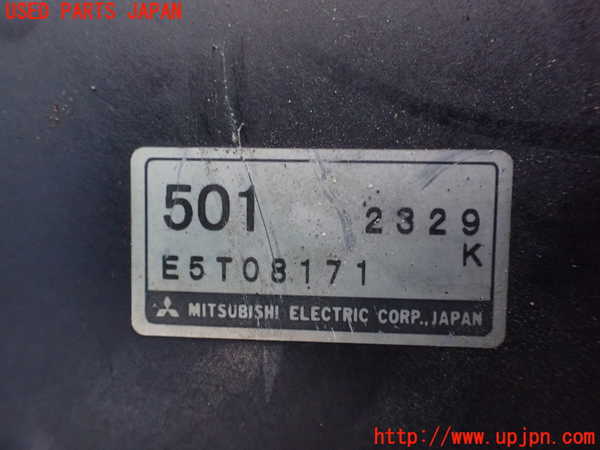 USED PARTS JAPAN
501 2329
E5T08171 K
MITSUBISHI ELECTRIC CORP., JAPAN
http://www.upjpn.com